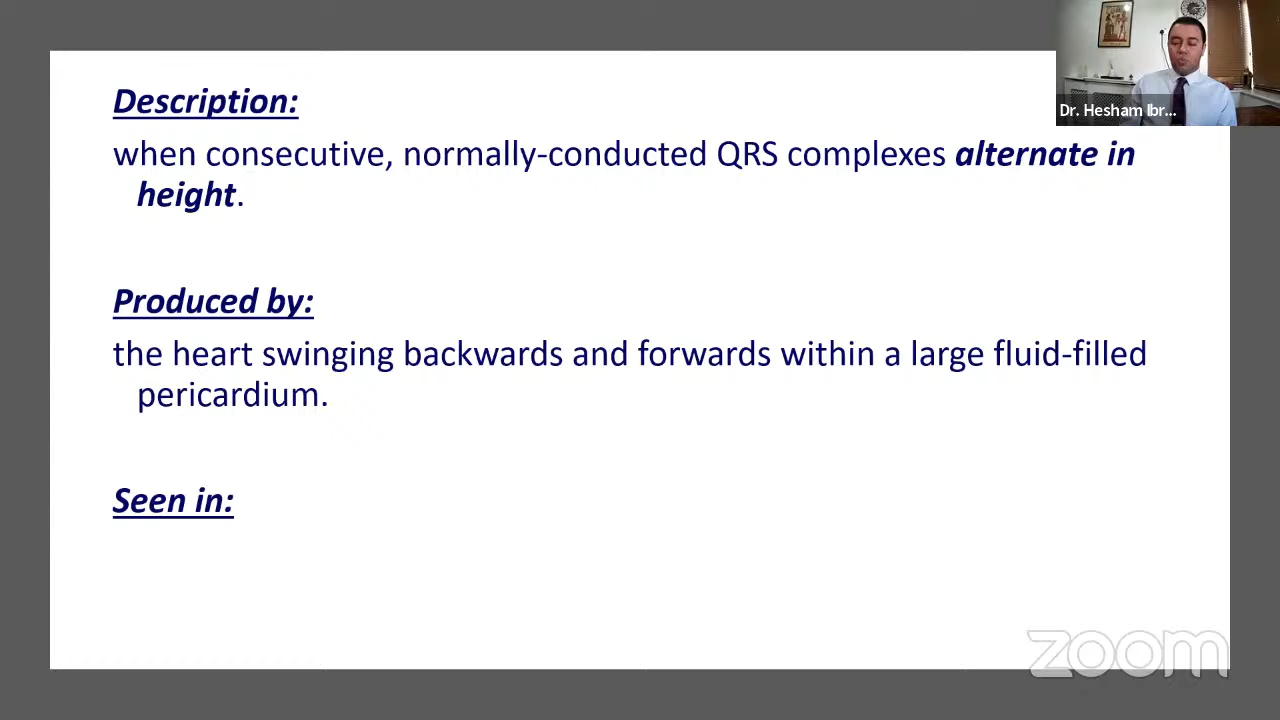 Description:
when consecutive, normally-conducted QRS complexes alternate in
height.
Produced by:
the heart swinging backwards and forwards within a large fluid-filled
pericardium.
Seen in:
Dr. Hesham Ibr...
zoom